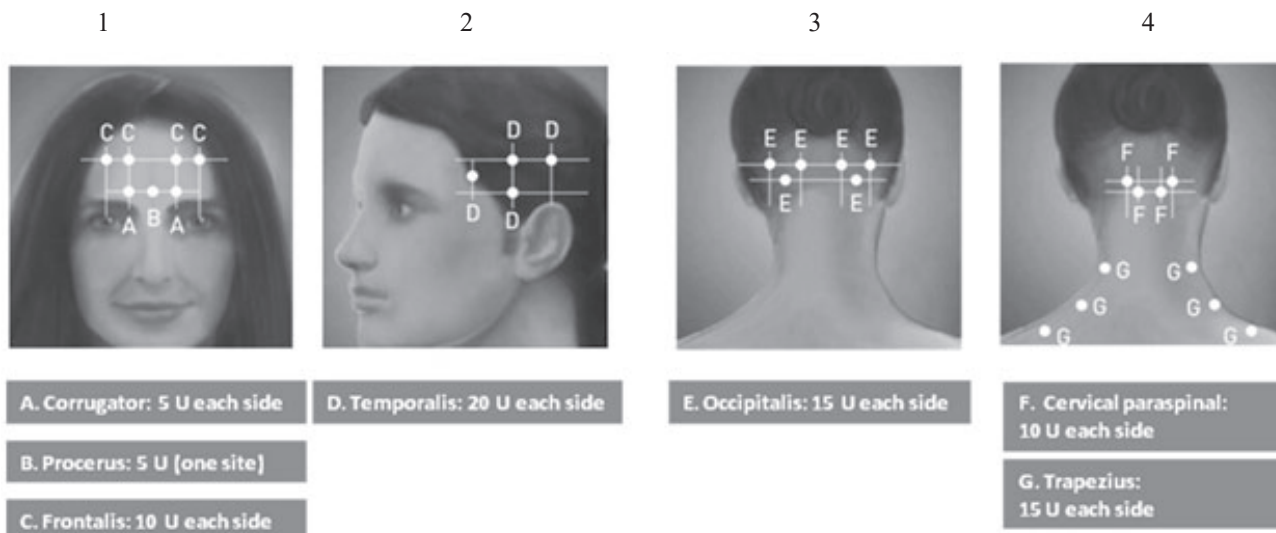 1 2 3 4
C C C C
A B A
D D
D D
E E E E
E E
F F
F F
G G
G G
G G
A. Corrugator: 5 U each side
B. Procerus: 5 U (one site)
C. Frontalis: 10 U each side
D. Temporalis: 20 U each side
E. Occipitalis: 15 U each side
F. Cervical paraspinal:
10 U each side
G. Trapezius:
15 U each side